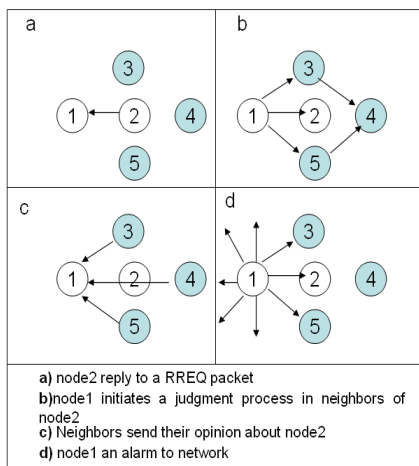 a
3
1
2
4
5
b
3
1
2
4
5
c
3
1
2
4
5
d
3
1
2
4
5
a) node2 reply to a RREQ packet
b)node1 initiates a judgment process in neighbors of
node2
c) Neighbors send their opinion about node2
d) node1 an alarm to network